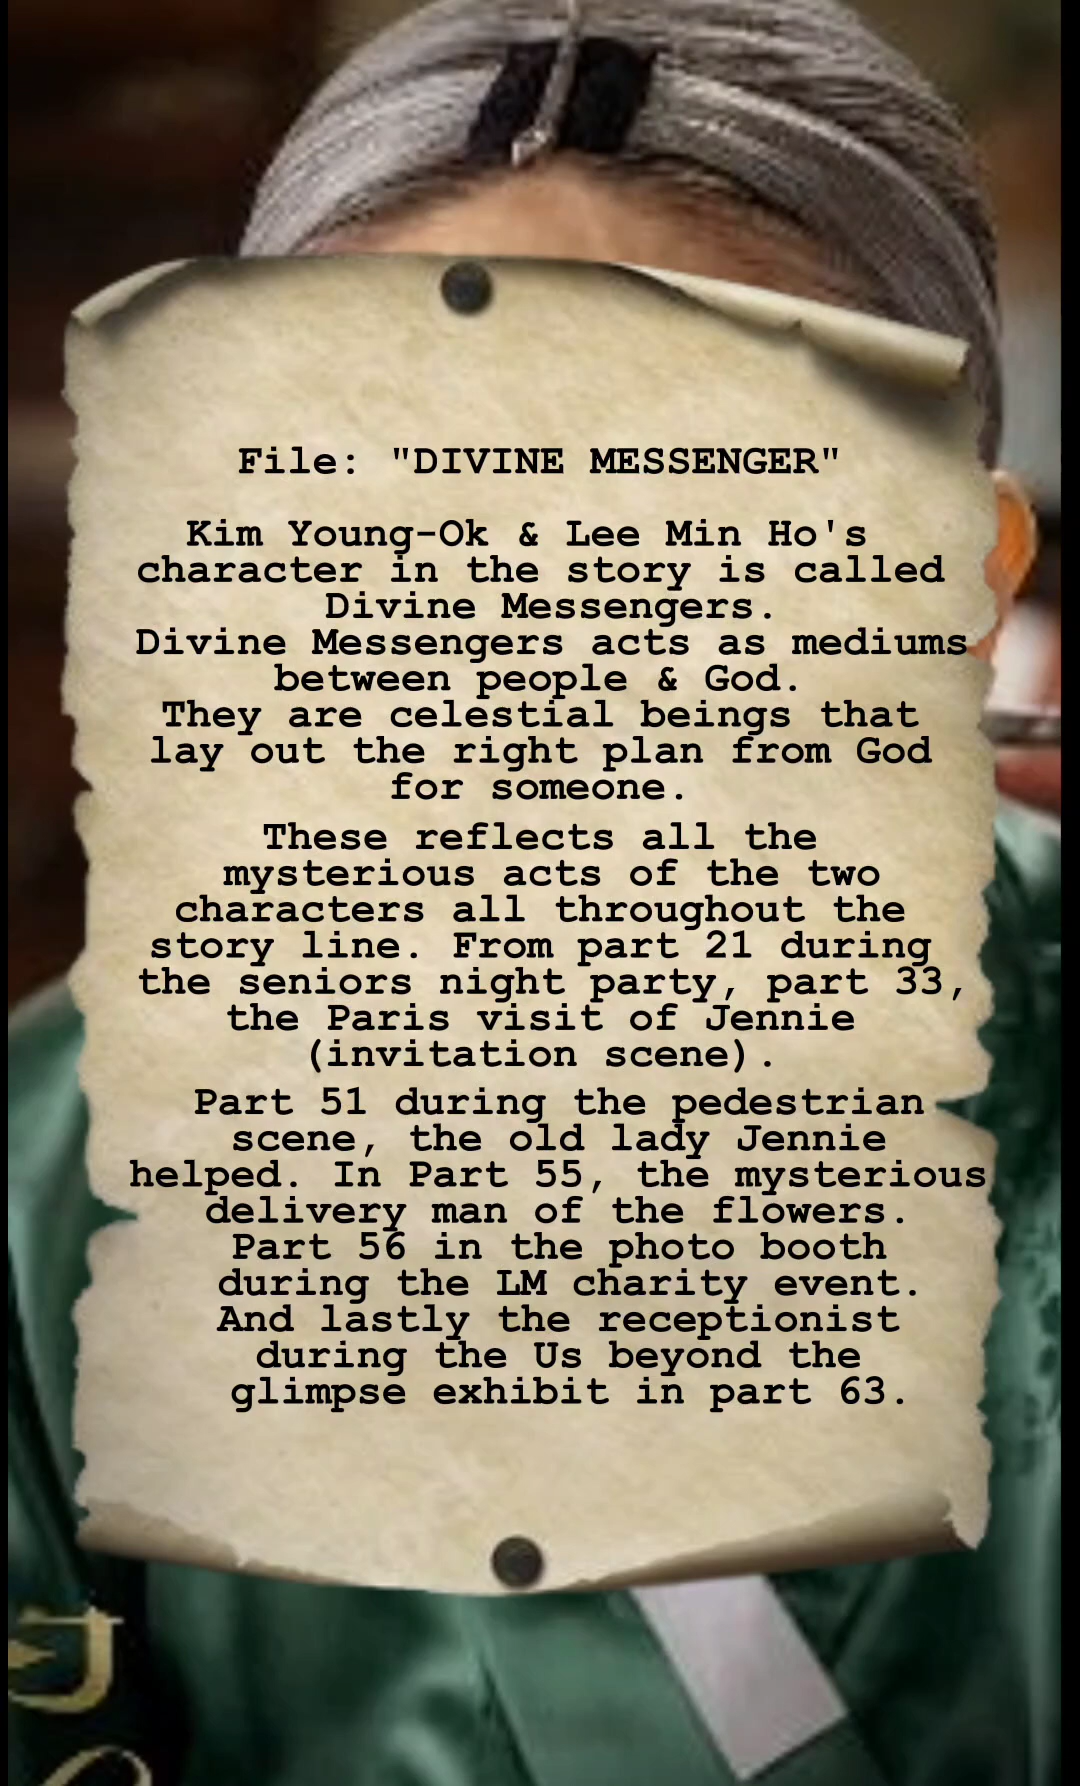 File: "DIVINE MESSENGER"
Kim Young-Ok & Lee Min Ho's
character in the story is called
Divine Messengers.
Divine Messengers acts as mediums
between people & God.
They are celestial beings that
lay out the right plan from God
for someone.
These reflects all the
mysterious acts of the two
characters all throughout the
story line. From part 21 during
the seniors night party, part 33,
the Paris visit of Jennie
(invitation scene).
Part 51 during the pedestrian
scene, the old lady Jennie
helped. In Part 55, the mysterious
delivery man of the flowers.
Part 56 in the photo booth
during the LM charity event.
And lastly the receptionist
during the Us beyond the
glimpse exhibit in part 63.